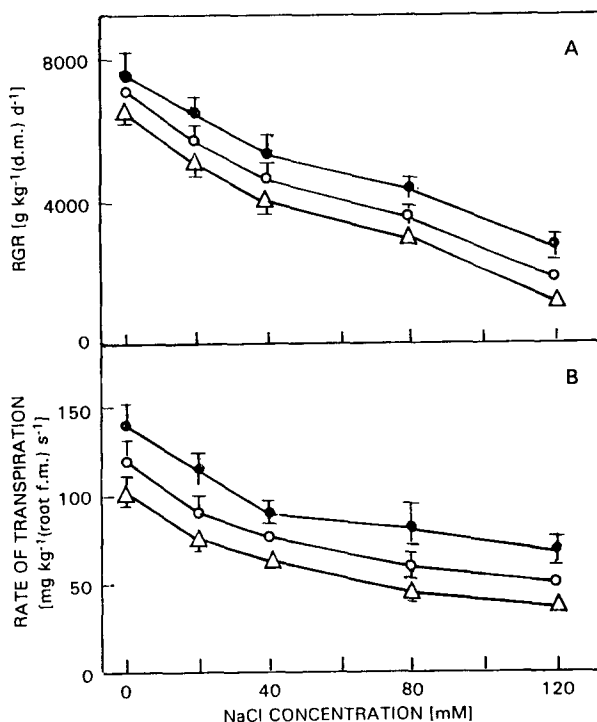 A
8000
4000
0
RGR [g kg⁻¹ (d.m.) d⁻¹]
B
150
100
50
0
RATE OF TRANSPIRATION
[mg kg⁻¹ (root f.m.) s⁻¹]
0 40 80 120
NaCl CONCENTRATION [mM]